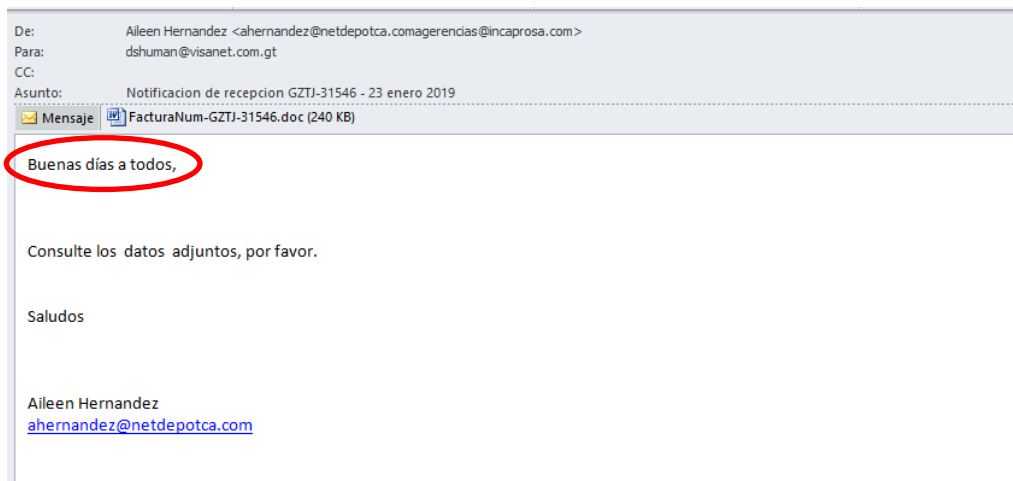 De: Aileen Hernandez <ahernandez@netdepotca.comagerencias@incaprosa.com>
Para: dshuman@visanet.com.gt
CC:
Asunto: Notificacion de recepcion GZTJ-31546 - 23 enero 2019
Mensaje FacturaNum-GZTJ-31546.doc (240 KB)
Buenas días a todos,
Consulte los datos adjuntos, por favor.
Saludos
Aileen Hernandez
ahernandez@netdepotca.com